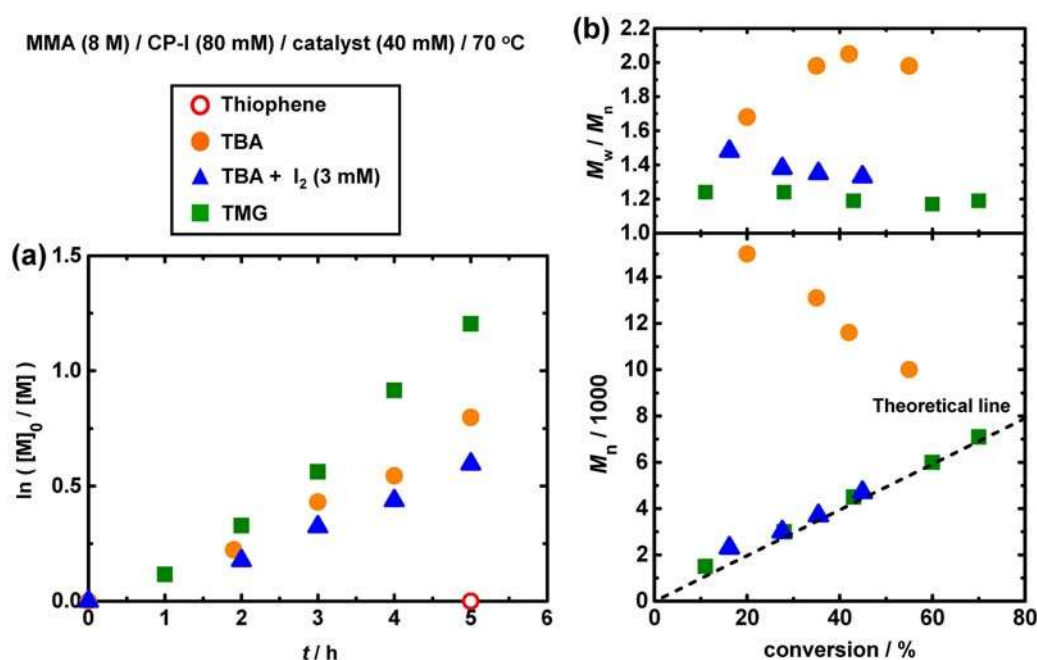 MMA (8 M) / CP-I (80 mM) / catalyst (40 mM) / 70 °C
Thiophene
TBA
TBA + I₂ (3 mM)
TMG
(a)
1.5
1.0
0.5
0.0
ln ( [M]₀ / [M] )
0 1 2 3 4 5 6
t / h
(b)
2.2
2.0
1.8
1.6
1.4
1.2
1.0
Mw / Mn
14
12
10
8
6
4
2
0
Mn / 1000
Theoretical line
0 20 40 60 80
conversion / %